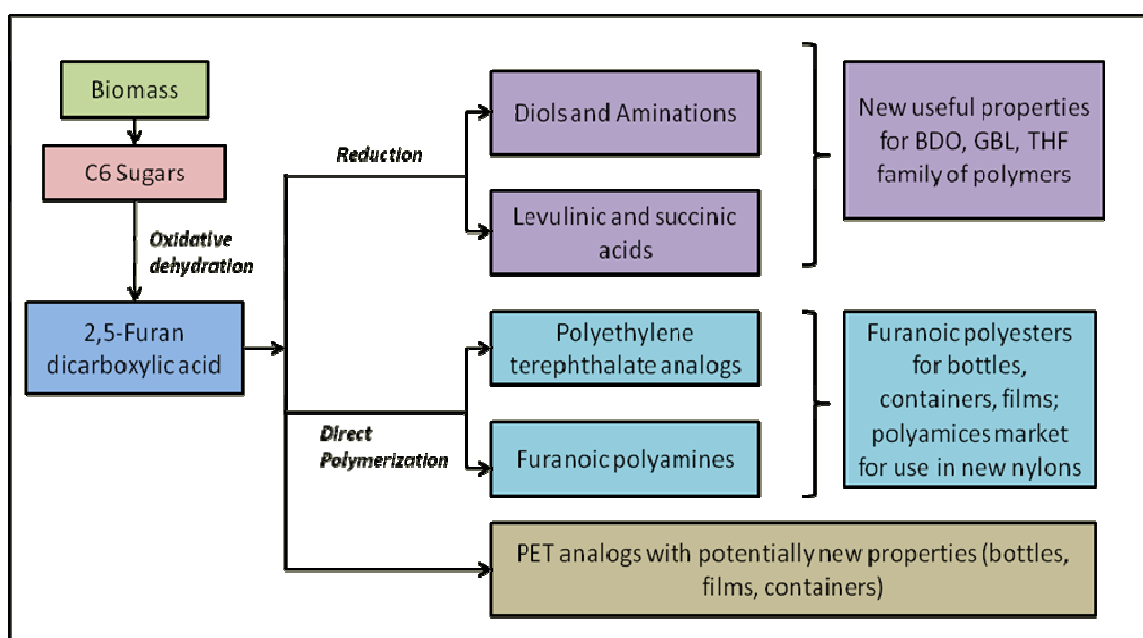 Biomass
C6 Sugars
Oxidative
dehydration
2,5-Furan
dicarboxylic acid
Reduction
Diols and Aminations
Levulinic and succinic
acids
New useful properties
for BDO, GBL, THF
family of polymers
Direct
Polymerization
Polyethylene
terephthalate analogs
Furanoic polyamines
Furanoic polyesters
for bottles,
containers, films;
polyamices market
for use in new nylons
PET analogs with potentially new properties (bottles,
films, containers)